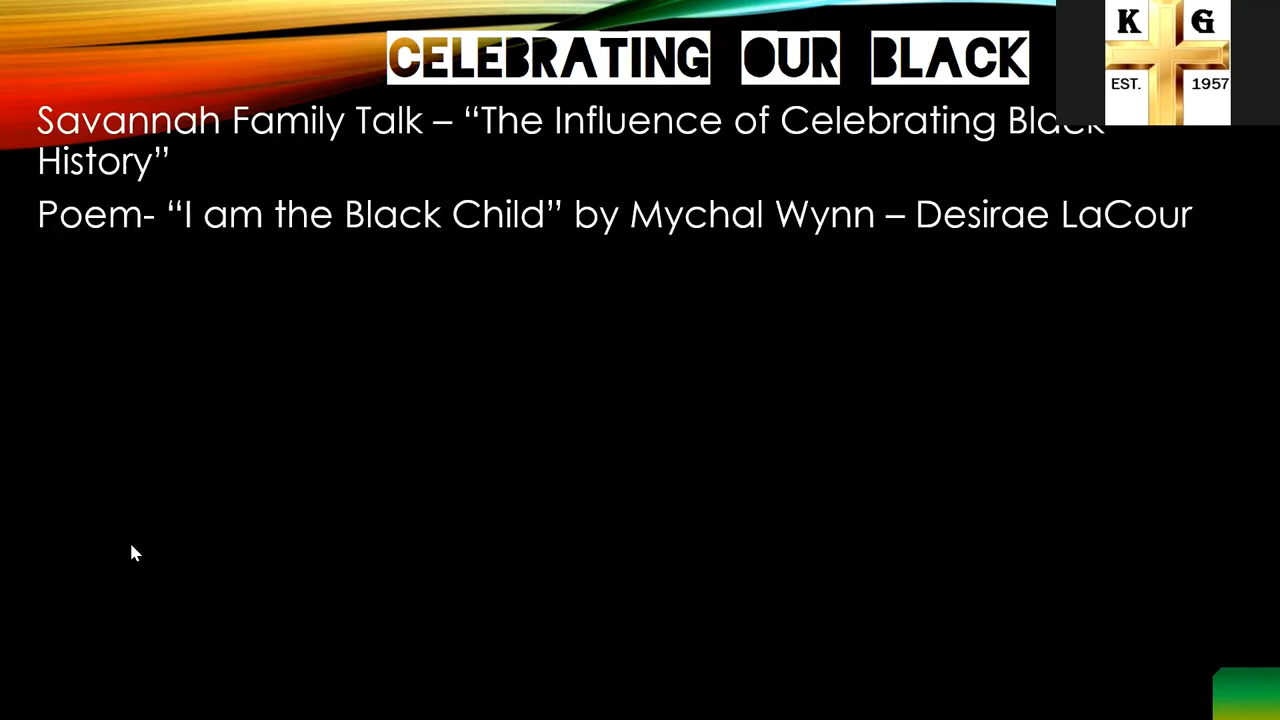 CELEBRATING OUR BLACK
K G
EST. 1957
Savannah Family Talk – “The Influence of Celebrating Black
History”
Poem- “I am the Black Child” by Mychal Wynn – Desirae LaCour